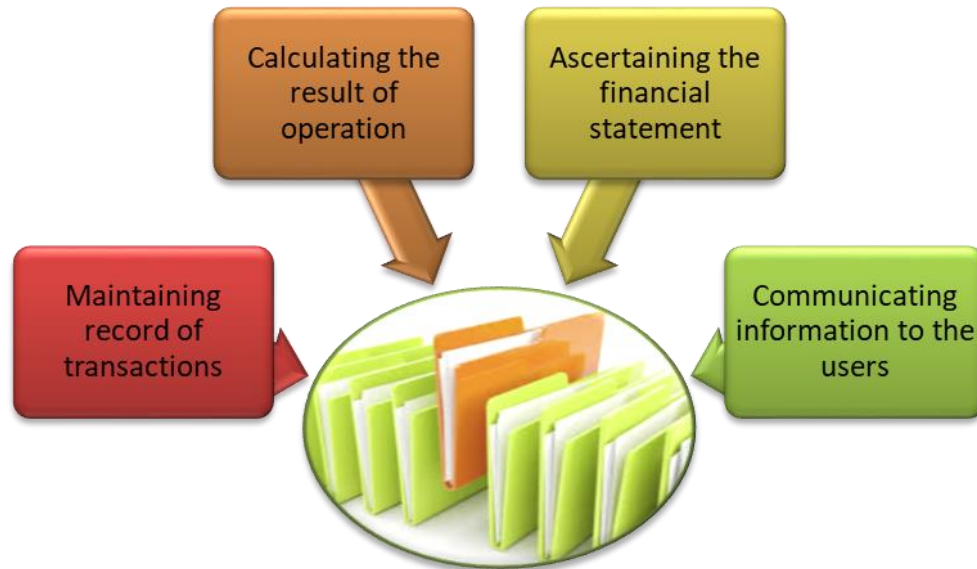 Calculating the
result of
operation
Ascertaining the
financial
statement
Maintaining
record of
transactions
Communicating
information to the
users